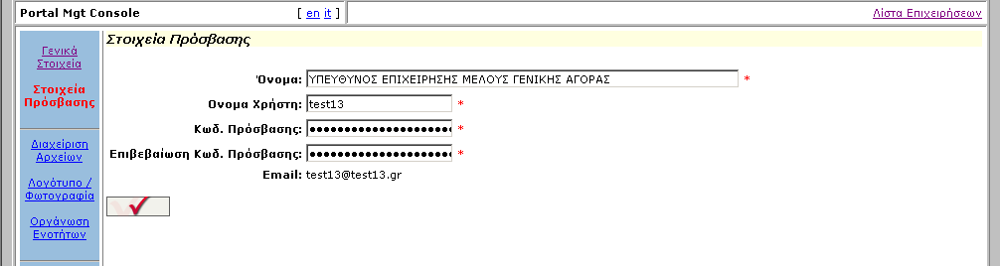 Portal Mgt Console [ en it ] Λίστα Επιχειρήσεων
Γενικά
Στοιχεία
Στοιχεία
Πρόσβασης
Διαχείριση
Αρχείων
Λογότυπο /
Φωτογραφία
Οργάνωση
Ενοτήτων
Στοιχεία Πρόσβασης
Όνομα: ΥΠΕΥΘΥΝΟΣ ΕΠΙΧΕΙΡΗΣΗΣ ΜΕΛΟΥΣ ΓΕΝΙΚΗΣ ΑΓΟΡΑΣ *
Ονομα Χρήστη: test13 *
Κωδ. Πρόσβασης: ●●●●●●●●●●●●●●●●●●●●● *
Επιβεβαίωση Κωδ. Πρόσβασης: ●●●●●●●●●●●●●●●●●●●●● *
Email: test13@test13.gr